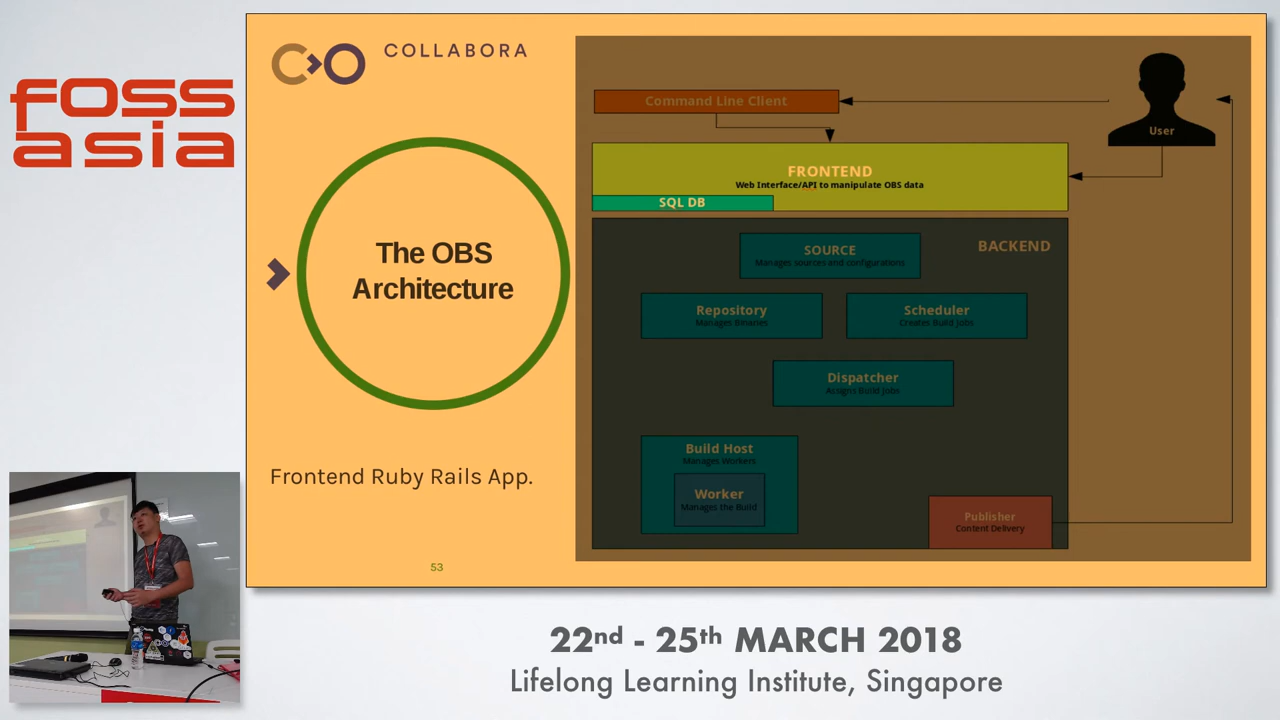 foss
asia
COLLABORA
The OBS
Architecture
Frontend Ruby Rails App.
53
Command Line Client
User
FRONTEND
Web Interface/API to manipulate OBS data
SQL DB
BACKEND
SOURCE
Manages sources and configurations
Repository
Manages Binaries
Scheduler
Creates Build Jobs
Dispatcher
Assigns Build Jobs
Build Host
Manages Workers
Worker
Manages the Build
Publisher
Content Delivery
22nd - 25th MARCH 2018
Lifelong Learning Institute, Singapore